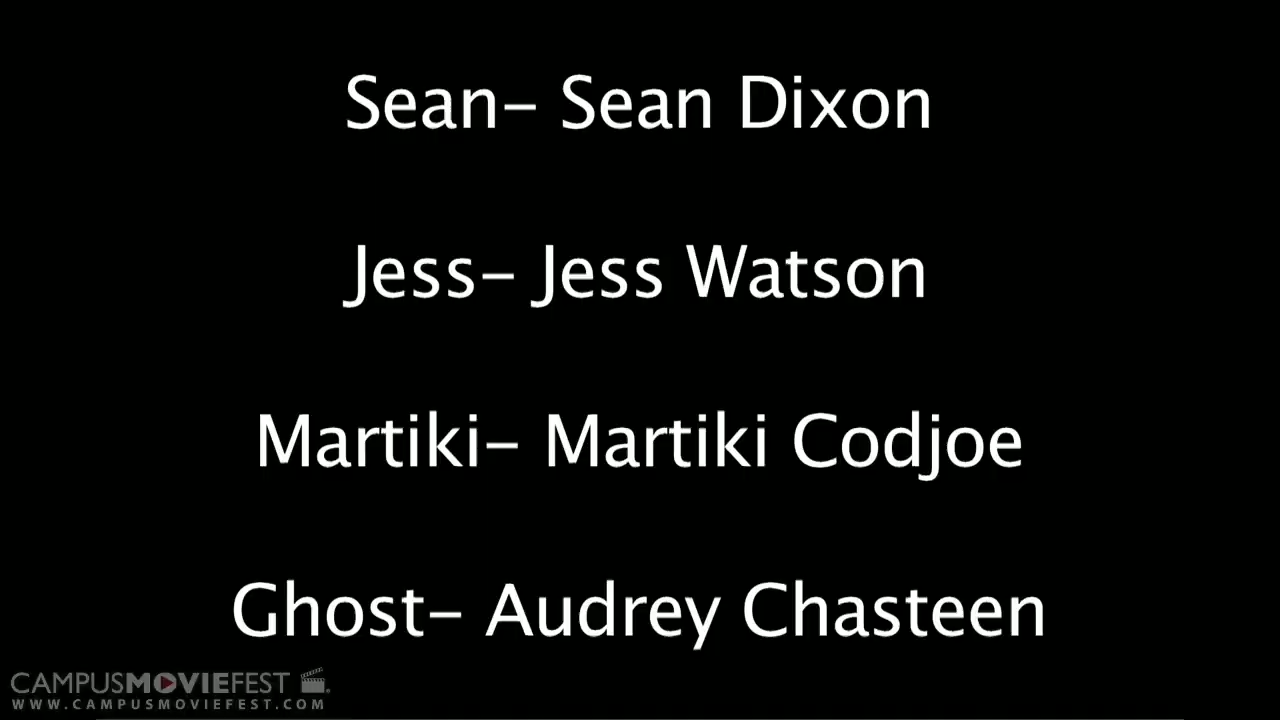 Sean- Sean Dixon
Jess- Jess Watson
Martiki- Martiki Codjoe
Ghost- Audrey Chasteen
CAMPUSMOVIEFEST
WWW.CAMPUSMOVIEFEST.COM